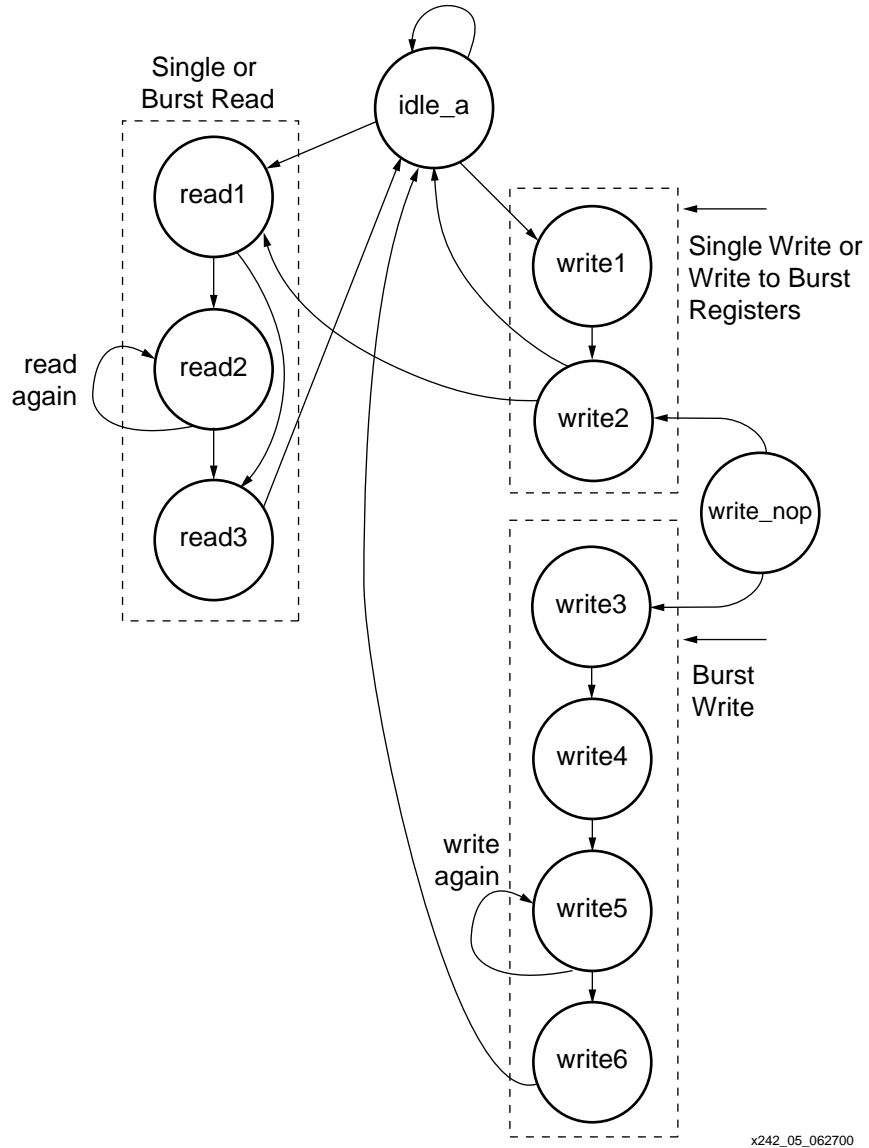 idle_a
Single or
Burst Read
read1
read2
read
again
read3
write1
write2
Single Write or
Write to Burst
Registers
write_nop
write3
Burst
Write
write4
write
again
write5
write6
x242_05_062700